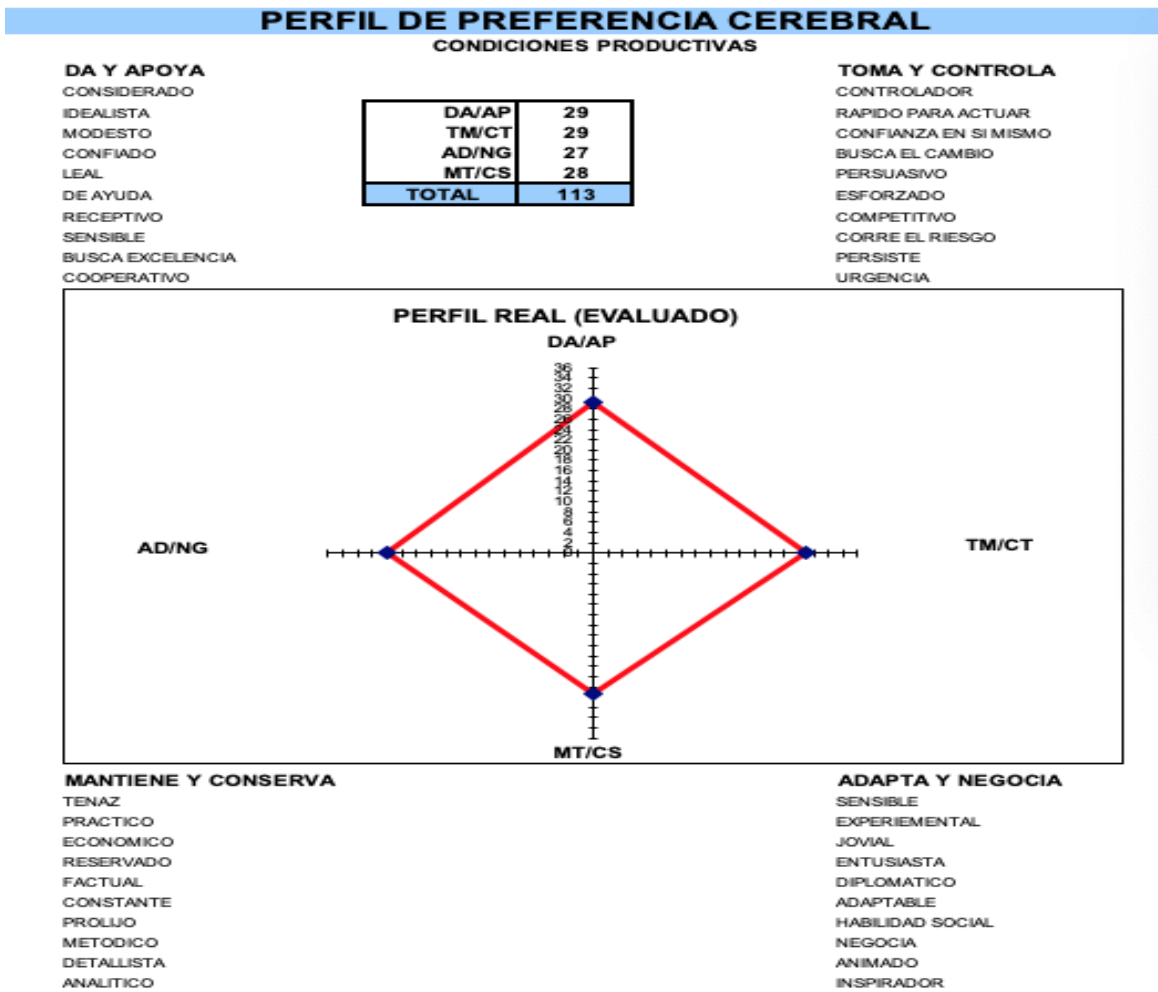 PERFIL DE PREFERENCIA CEREBRAL
CONDICIONES PRODUCTIVAS
DA Y APOYA
CONSIDERADO
IDEALISTA
MODESTO
CONFIADO
LEAL
DE AYUDA
RECEPTIVO
SENSIBLE
BUSCA EXCELENCIA
COOPERATIVO
DA/AP 29
TM/CT 29
AD/NG 27
MT/CS 28
TOTAL 113
TOMA Y CONTROLA
CONTROLADOR
RAPIDO PARA ACTUAR
CONFIANZA EN SI MISMO
BUSCA EL CAMBIO
PERSUASIVO
ESFORZADO
COMPETITIVO
CORRE EL RIESGO
PERSISTE
URGENCIA
PERFIL REAL (EVALUADO)
DA/AP
36
34
32
30
28
26
24
22
20
18
16
14
12
10
8
6
4
2
0
AD/NG
TM/CT
MT/CS
MANTIENE Y CONSERVA
TENAZ
PRACTICO
ECONOMICO
RESERVADO
FACTUAL
CONSTANTE
PROLIJO
METODICO
DETALLISTA
ANALITICO
ADAPTA Y NEGOCIA
SENSIBLE
EXPERIEMENTAL
JOVIAL
ENTUSIASTA
DIPLOMATICO
ADAPTABLE
HABILIDAD SOCIAL
NEGOCIA
ANIMADO
INSPIRADOR